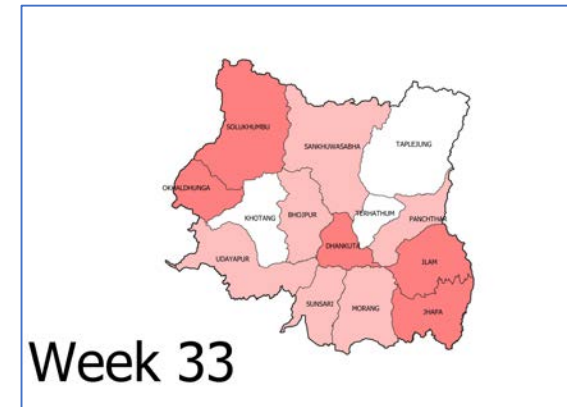 SOLUKHUMBU
SANKHUWASABHA
TAPLEJUNG
OKHALDHUNGA
KHOTANG
BHOJPUR
TERHATHUM
PANCHTHAR
DHANKUTA
UDAYAPUR
ILAM
SUNSARI
MORANG
JHAPA
Week 33